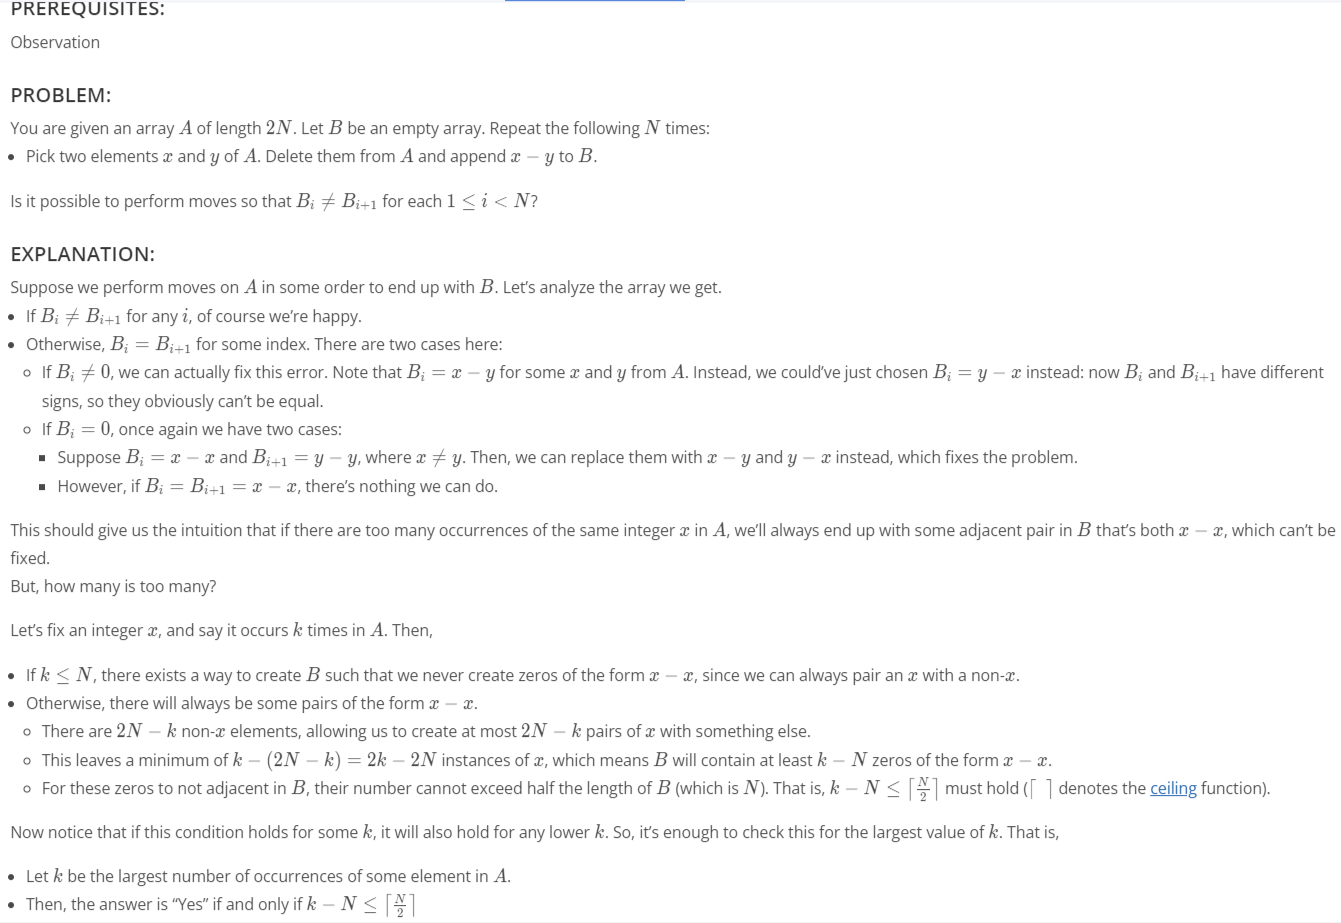 PREREQUISITES:
Observation
PROBLEM:
You are given an array A of length 2N. Let B be an empty array. Repeat the following N times:
• Pick two elements x and y of A. Delete them from A and append x − y to B.
Is it possible to perform moves so that B_i ≠ B_{i+1} for each 1 ≤ i < N?
EXPLANATION:
Suppose we perform moves on A in some order to end up with B. Let’s analyze the array we get.
• If B_i ≠ B_{i+1} for any i, of course we’re happy.
• Otherwise, B_i = B_{i+1} for some index. There are two cases here:
◦ If B_i ≠ 0, we can actually fix this error. Note that B_i = x − y for some x and y from A. Instead, we could’ve just chosen B_i = y − x instead: now B_i and B_{i+1} have different
signs, so they obviously can’t be equal.
◦ If B_i = 0, once again we have two cases:
▪ Suppose B_i = x − x and B_{i+1} = y − y, where x ≠ y. Then, we can replace them with x − y and y − x instead, which fixes the problem.
▪ However, if B_i = B_{i+1} = x − x, there’s nothing we can do.
This should give us the intuition that if there are too many occurrences of the same integer x in A, we’ll always end up with some adjacent pair in B that’s both x − x, which can’t be
fixed.
But, how many is too many?
Let’s fix an integer x, and say it occurs k times in A. Then,
• If k ≤ N, there exists a way to create B such that we never create zeros of the form x − x, since we can always pair an x with a non-x.
• Otherwise, there will always be some pairs of the form x − x.
◦ There are 2N − k non-x elements, allowing us to create at most 2N − k pairs of x with something else.
◦ This leaves a minimum of k − (2N − k) = 2k − 2N instances of x, which means B will contain at least k − N zeros of the form x − x.
◦ For these zeros to not adjacent in B, their number cannot exceed half the length of B (which is N). That is, k − N ≤ ⌈N/2⌉ must hold (⌈ ⌉ denotes the ceiling function).
Now notice that if this condition holds for some k, it will also hold for any lower k. So, it’s enough to check this for the largest value of k. That is,
• Let k be the largest number of occurrences of some element in A.
• Then, the answer is “Yes” if and only if k − N ≤ ⌈N/2⌉